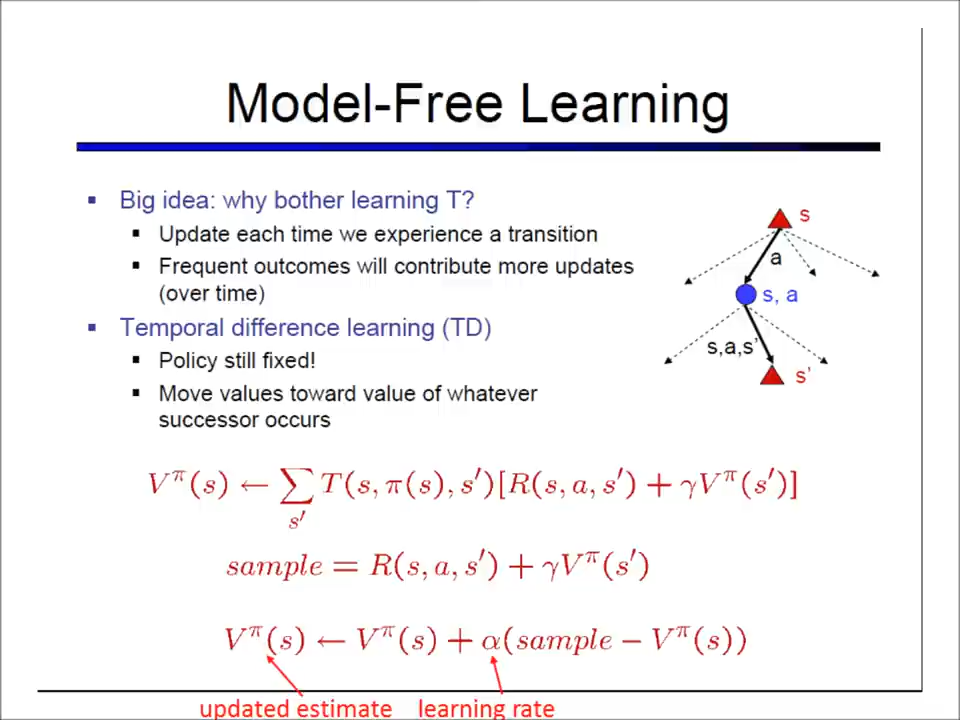 Model-Free Learning
▪ Big idea: why bother learning T?
▪ Update each time we experience a transition
▪ Frequent outcomes will contribute more updates
(over time)
▪ Temporal difference learning (TD)
▪ Policy still fixed!
▪ Move values toward value of whatever
successor occurs
s
a
s, a
s,a,s’
s’
V^π(s) ← ∑_{s′} T(s, π(s), s′)[R(s, a, s′) + γV^π(s′)]
sample = R(s, a, s′) + γV^π(s′)
V^π(s) ← V^π(s) + α(sample − V^π(s))
updated estimate learning rate